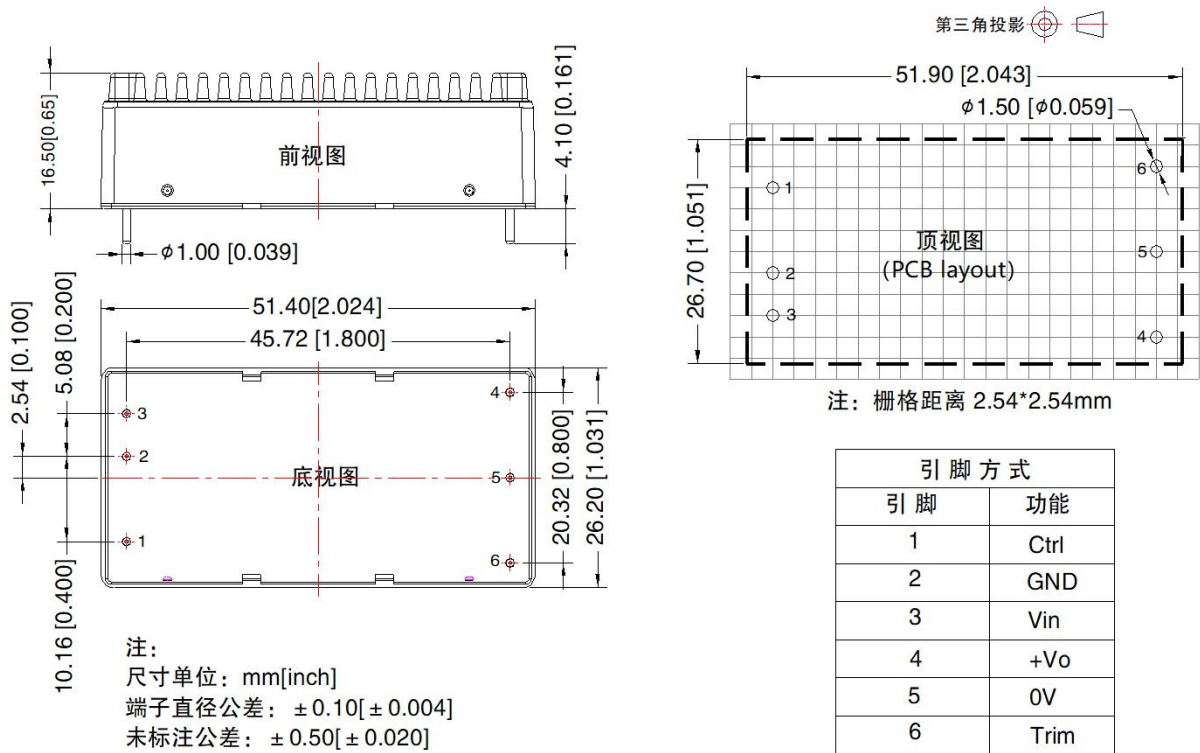 第三角投影
16.50[0.65]
前视图
4.10 [0.161]
φ1.00 [0.039]
51.90 [2.043]
φ1.50 [φ0.059]
26.70 [1.051]
1
2
3
6
5
4
顶视图
(PCB layout)
注：栅格距离 2.54*2.54mm
51.40[2.024]
45.72 [1.800]
2.54 [0.100]
5.08 [0.200]
10.16 [0.400]
3
2
1
底视图
4
5
6
20.32 [0.800]
26.20 [1.031]
注：
尺寸单位：mm[inch]
端子直径公差：±0.10[±0.004]
未标注公差：±0.50[±0.020]
引脚方式
引脚 功能
1 Ctrl
2 GND
3 Vin
4 +Vo
5 0V
6 Trim